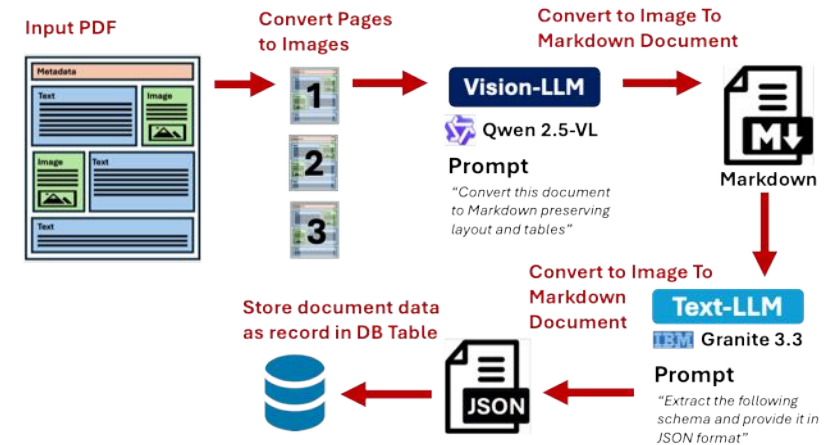 Input PDF
Metadata
Text
Image
Image
Text
Text
Convert Pages
to Images
1
2
3
Vision-LLM
Qwen 2.5-VL
Prompt
“Convert this document
to Markdown preserving
layout and tables”
Convert to Image To
Markdown Document
M
Markdown
Convert to Image To
Markdown
Document
Text-LLM
IBM Granite 3.3
Prompt
“Extract the following
schema and provide it in
JSON format”
JSON
Store document data
as record in DB Table